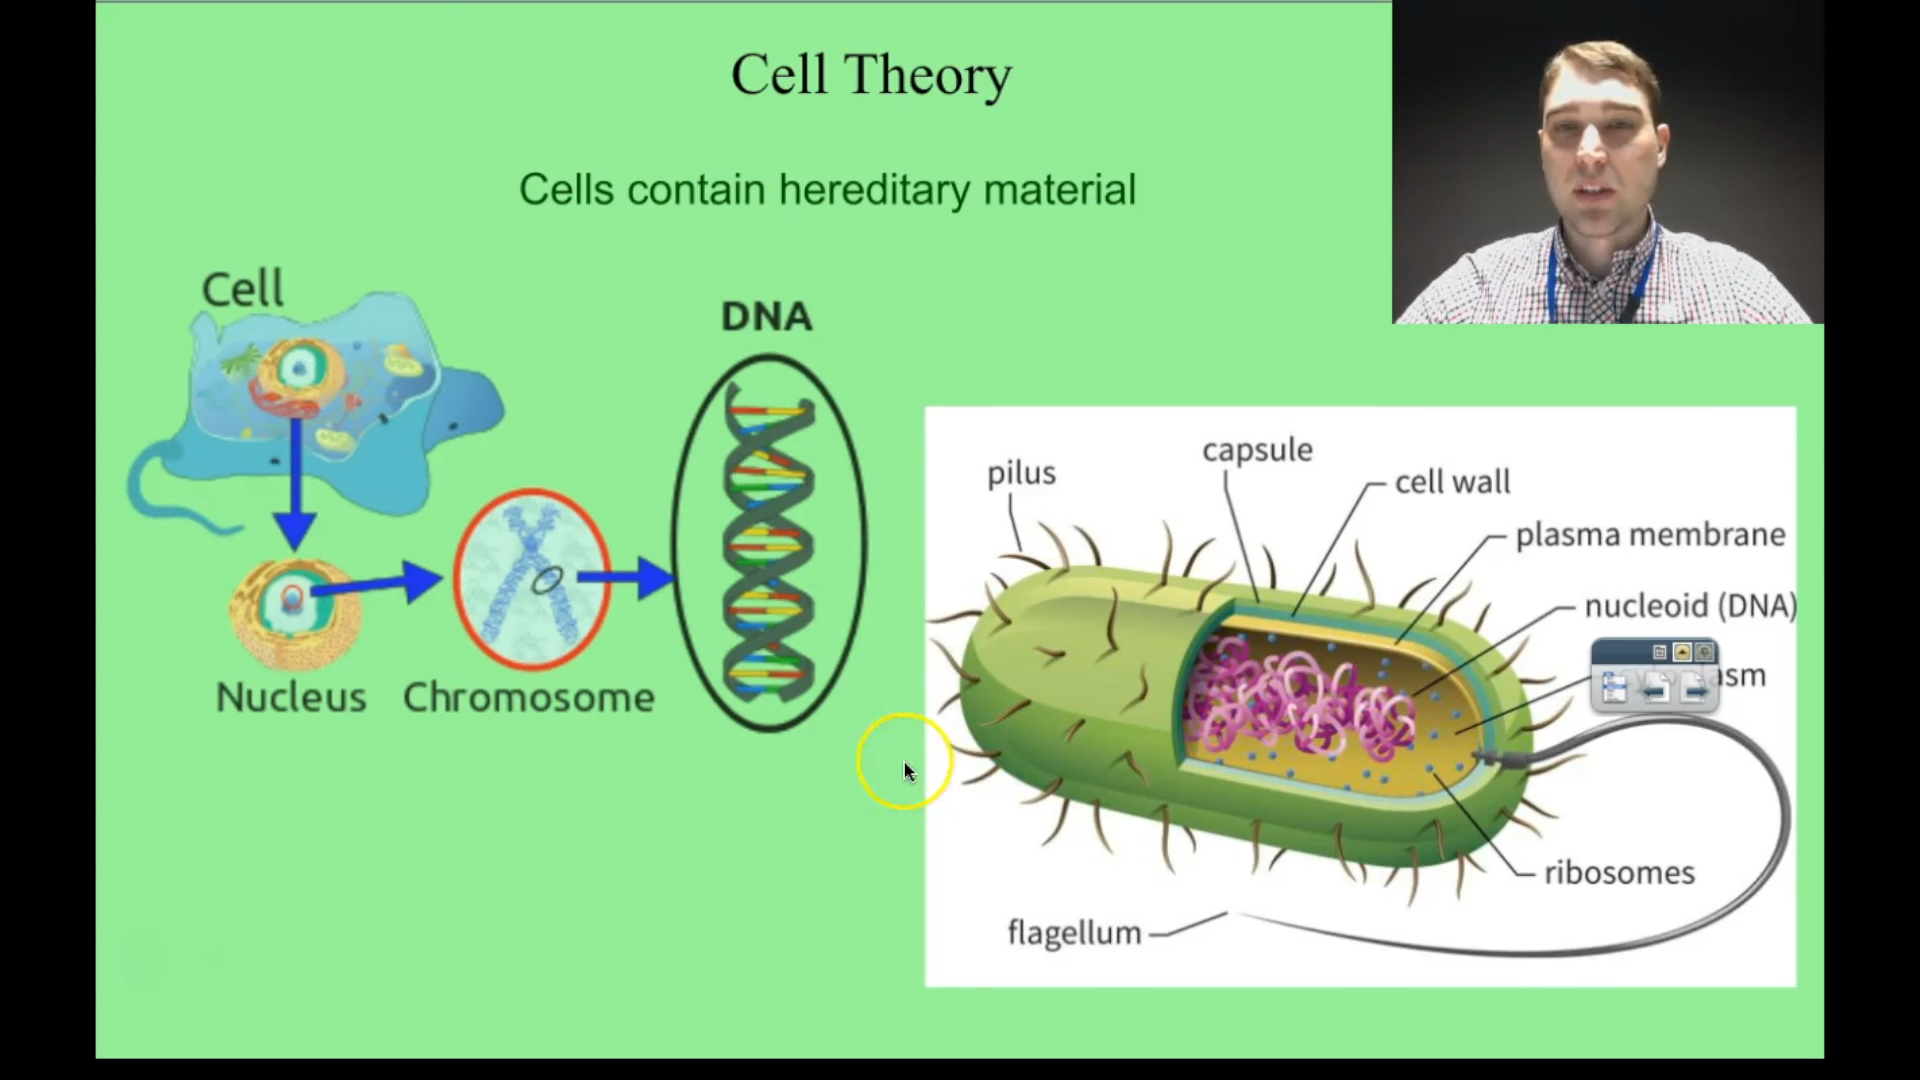 Cell Theory
Cells contain hereditary material
Cell
DNA
Nucleus
Chromosome
pilus
capsule
cell wall
plasma membrane
nucleoid (DNA)
ribosomes
flagellum